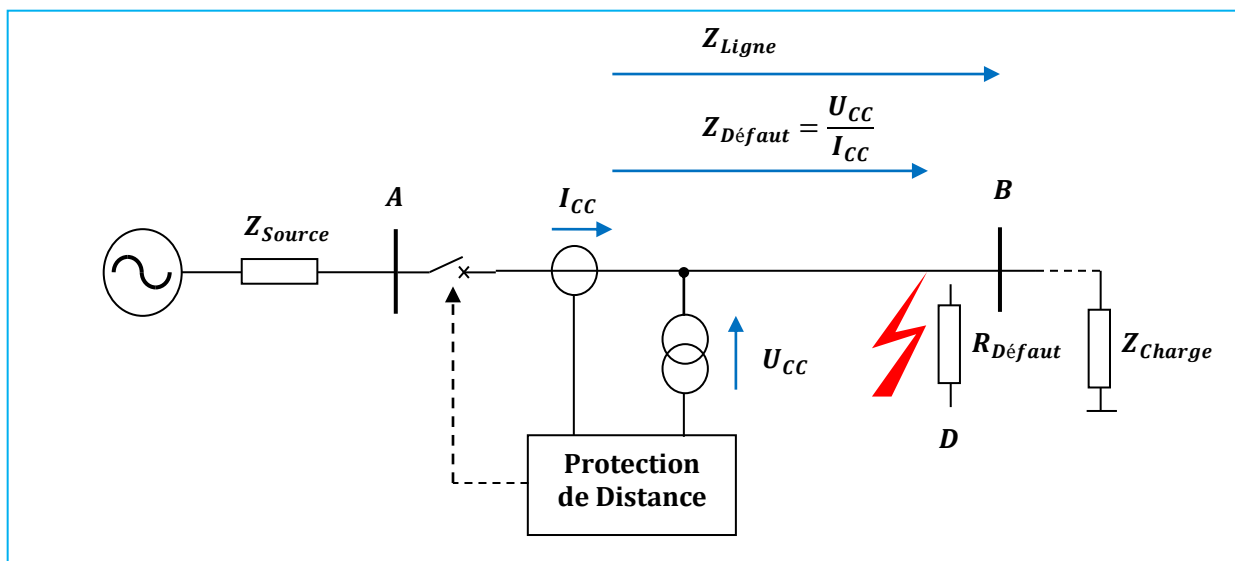 Z_Ligne
Z_Défaut = U_CC / I_CC
A
B
I_CC
Z_Source
U_CC
R_Défaut
Z_Charge
D
Protection
de Distance